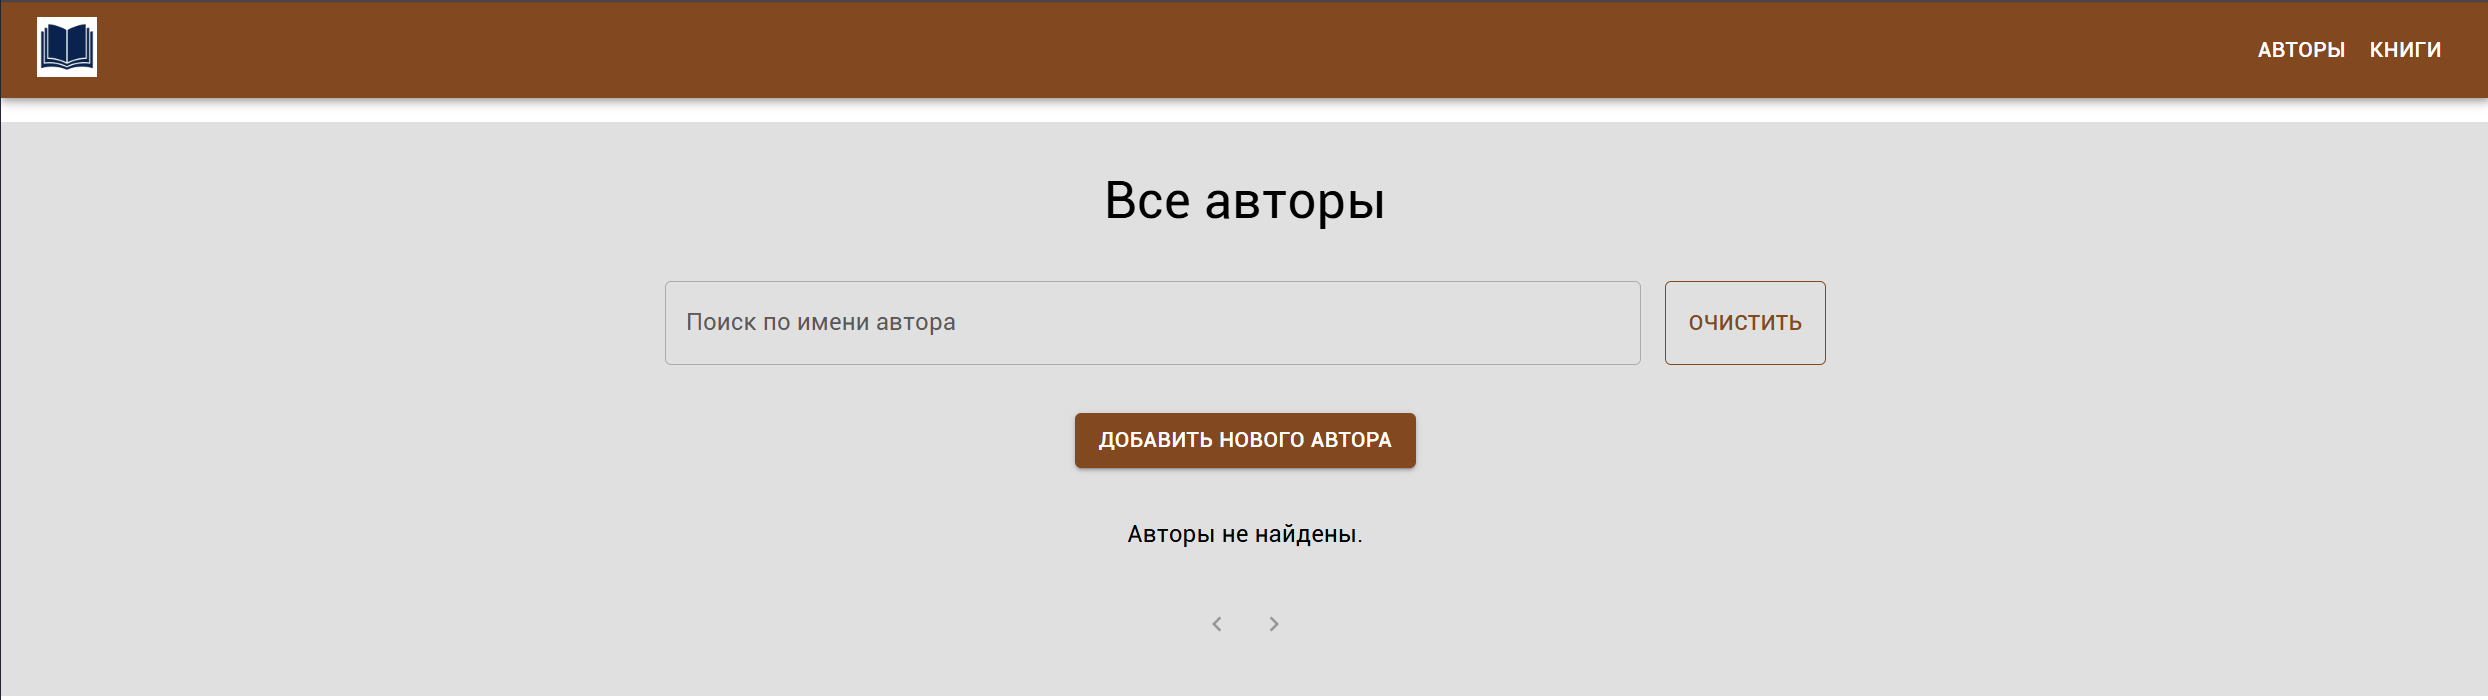 АВТОРЫ КНИГИ
Все авторы
Поиск по имени автора
ОЧИСТИТЬ
ДОБАВИТЬ НОВОГО АВТОРА
Авторы не найдены.